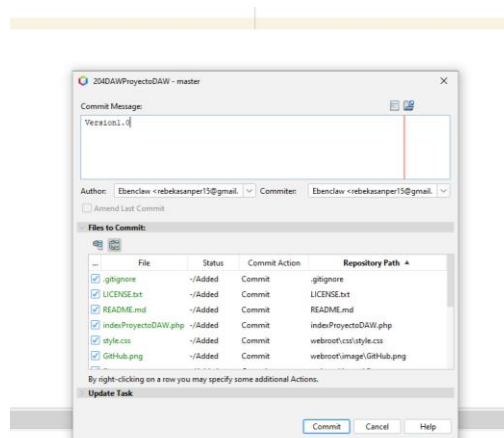 204DAWProyectoDAW - master
Commit Message:
Version1.0
Author: Ebenclaw <rebekasanper15@gmail. Commiter: Ebenclaw <rebekasanper15@gmail.
Amend Last Commit
Files to Commit:
... File Status Commit Action Repository Path
.gitignore -/Added Commit .gitignore
LICENSE.txt -/Added Commit LICENSE.txt
README.md -/Added Commit README.md
indexProyectoDAW.php -/Added Commit indexProyectoDAW.php
style.css -/Added Commit webroot\css\style.css
GitHub.png -/Added Commit webroot\image\GitHub.png
By right-clicking on a row you may specify some additional Actions.
Update Task
Commit Cancel Help